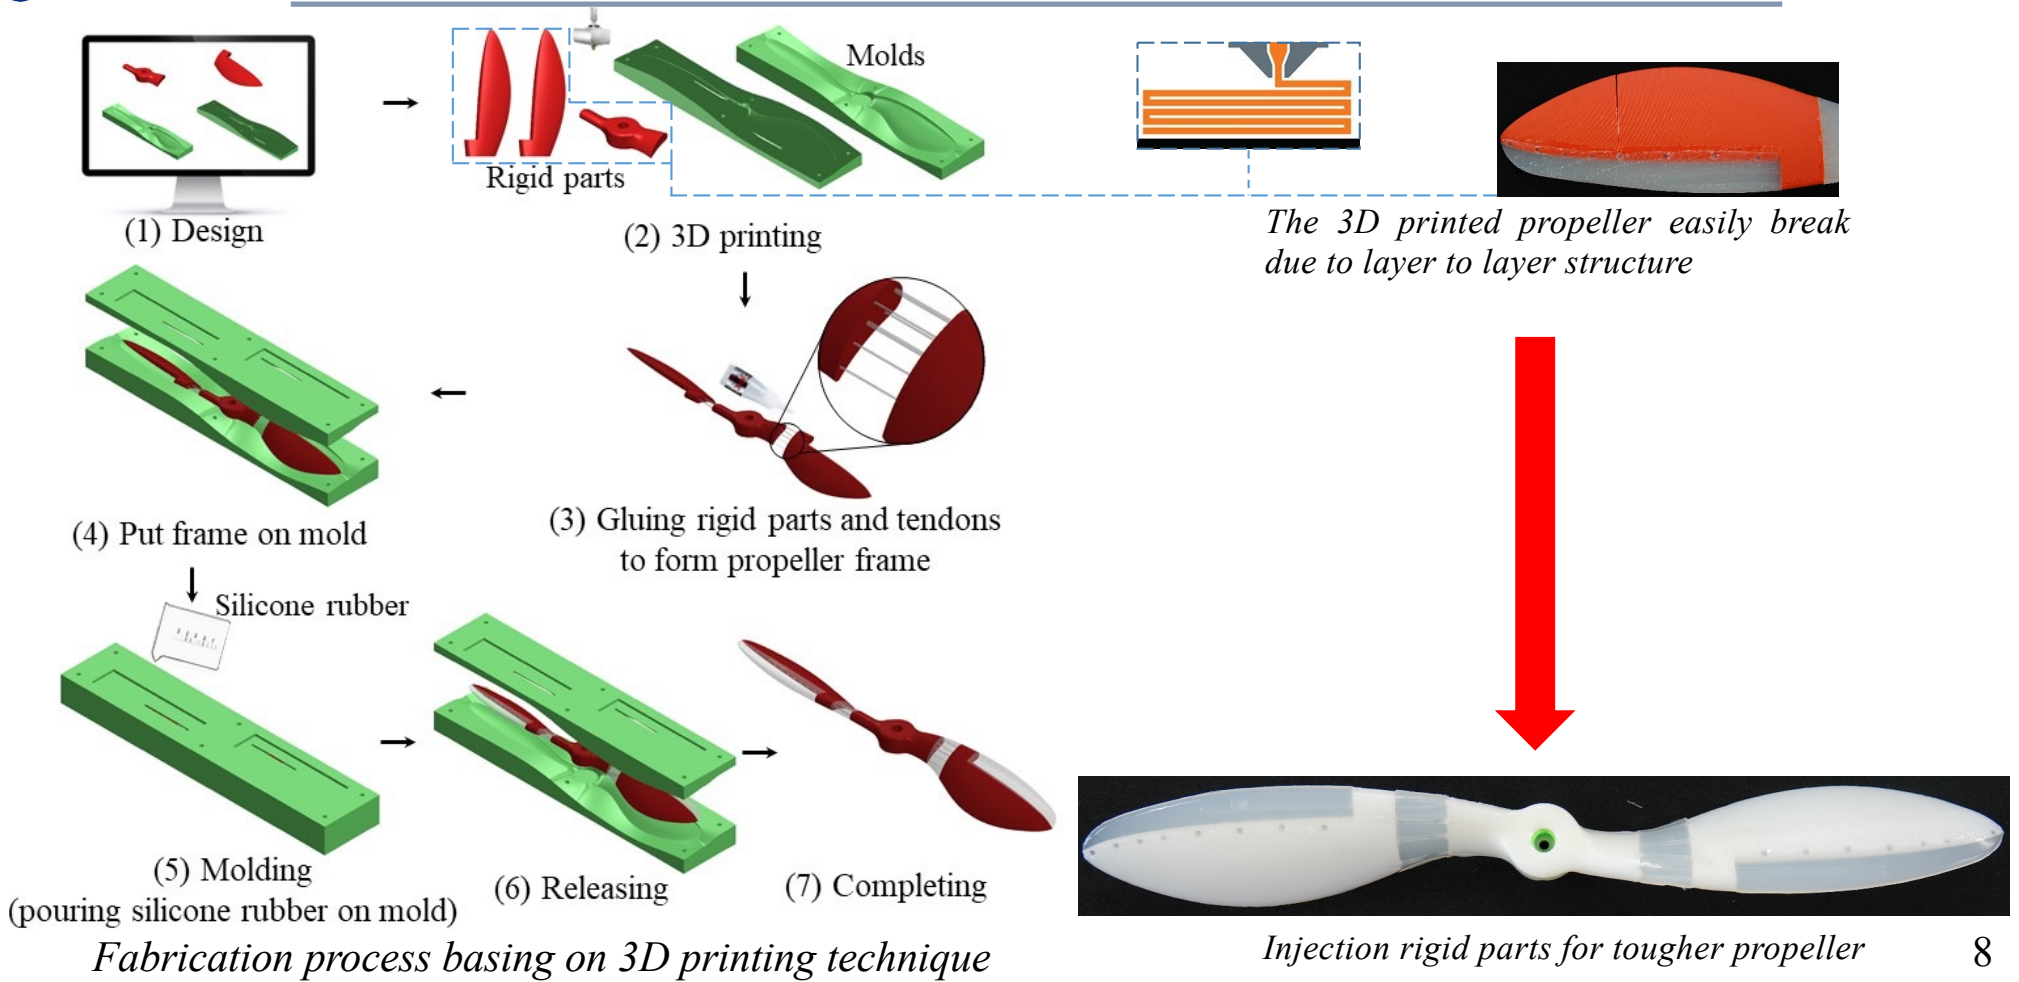 Molds
Rigid parts
(1) Design
(2) 3D printing
The 3D printed propeller easily break
due to layer to layer structure
(3) Gluing rigid parts and tendons
to form propeller frame
(4) Put frame on mold
Silicone rubber
(5) Molding
(pouring silicone rubber on mold)
(6) Releasing
(7) Completing
Fabrication process basing on 3D printing technique
Injection rigid parts for tougher propeller
8